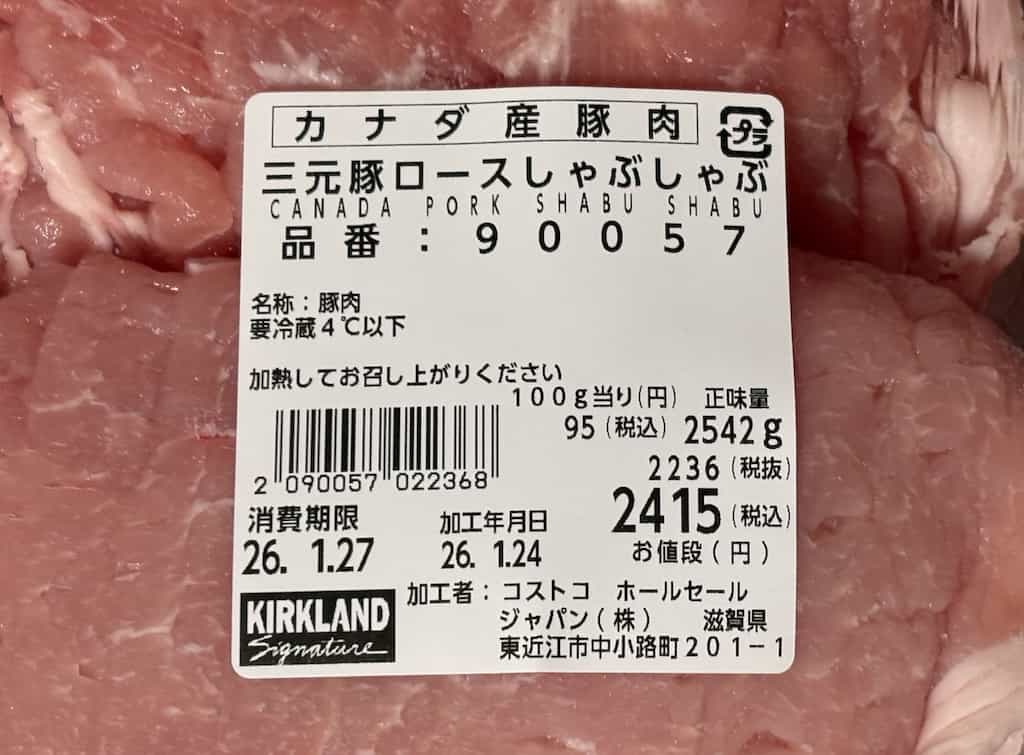 カナダ産豚肉
プラ
三元豚ロースしゃぶしゃぶ
CANADA PORK SHABU SHABU
品番:90057
名称:豚肉
要冷蔵4℃以下
加熱してお召し上がりください
100g当り(円) 正味量
95(税込) 2542g
2236(税抜)
2415(税込)
お値段(円)
2 090057 022368
消費期限 加工年月日
26. 1.27 26. 1.24
KIRKLAND
Signature
加工者:コストコ ホールセール
ジャパン(株) 滋賀県
東近江市中小路町201-1